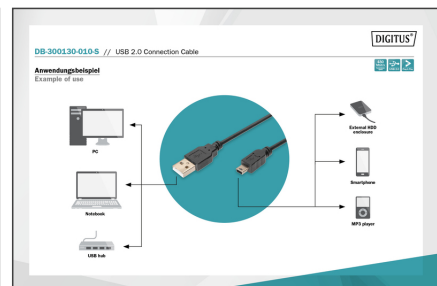 DIGITUS®
DB-300130-010-S // USB 2.0 Connection Cable
Anwendungsbeispiel
Example of use
PC
Notebook
USB hub
External HDD
enclosure
Smartphone
MP3 player